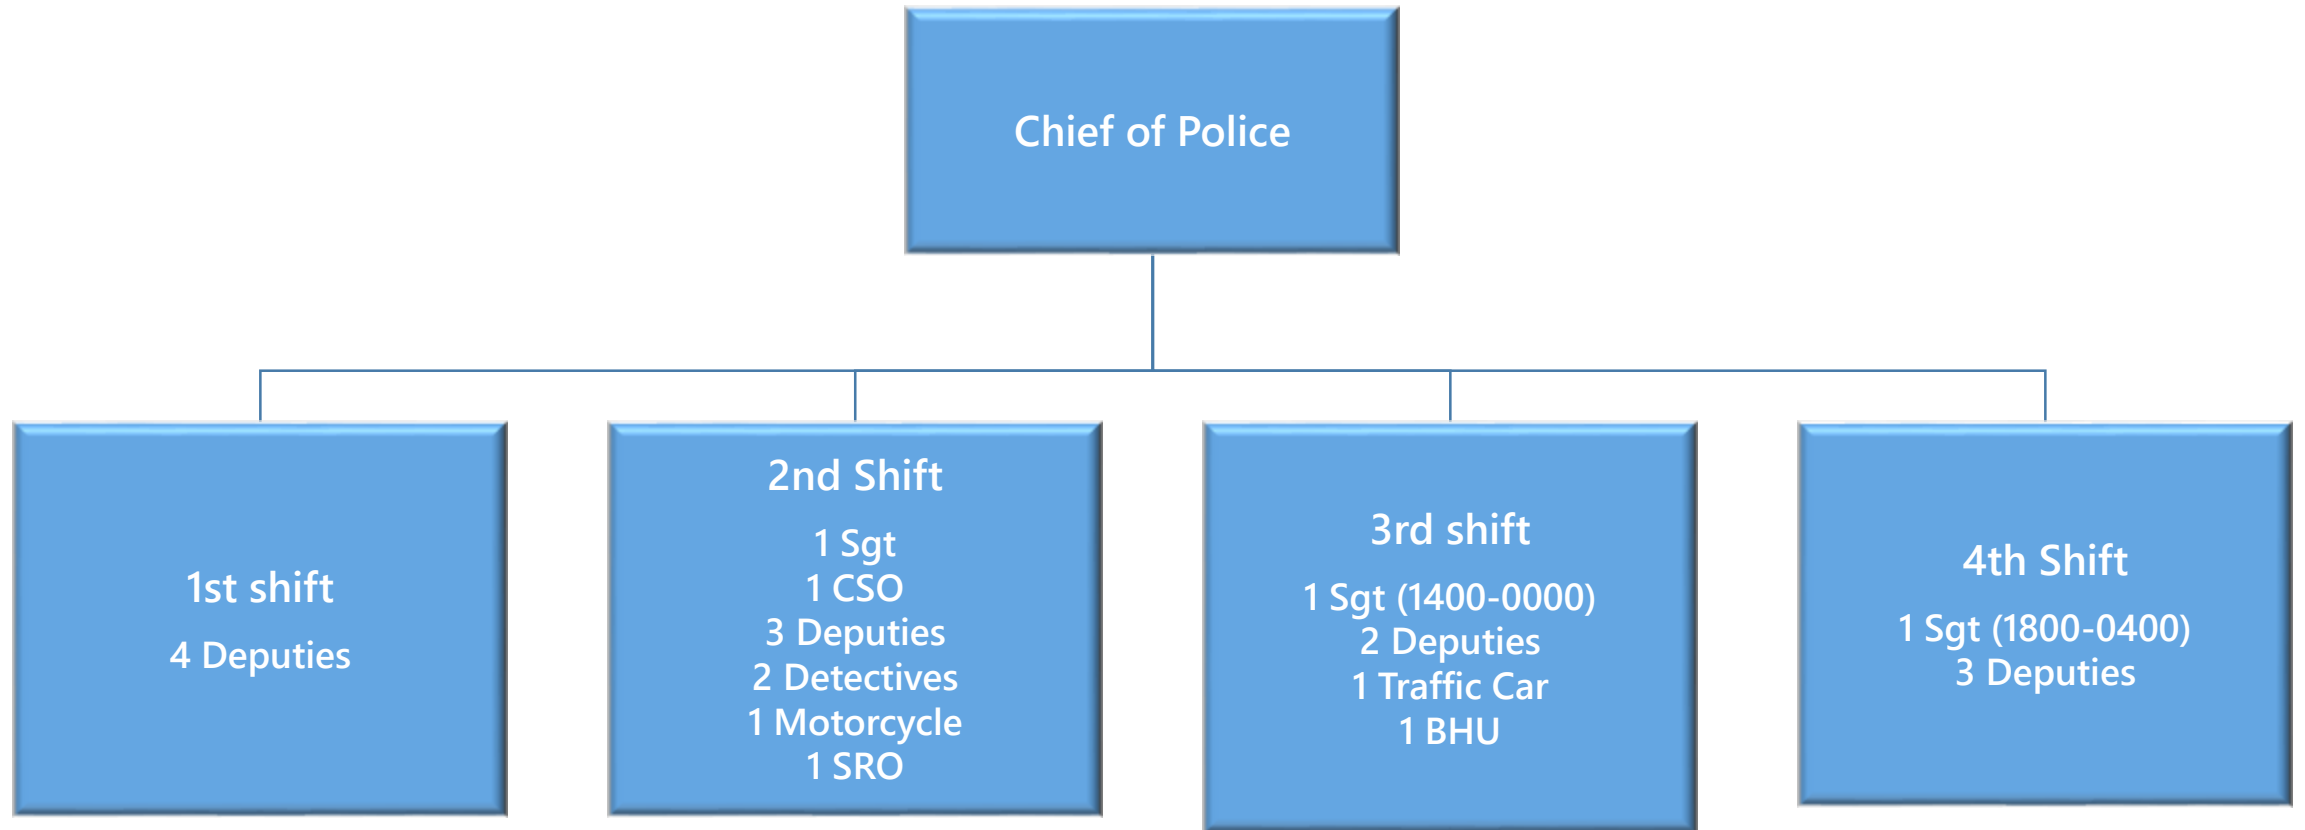 Chief of Police
1st shift
4 Deputies
2nd Shift
1 Sgt
1 CSO
3 Deputies
2 Detectives
1 Motorcycle
1 SRO
3rd shift
1 Sgt (1400-0000)
2 Deputies
1 Traffic Car
1 BHU
4th Shift
1 Sgt (1800-0400)
3 Deputies